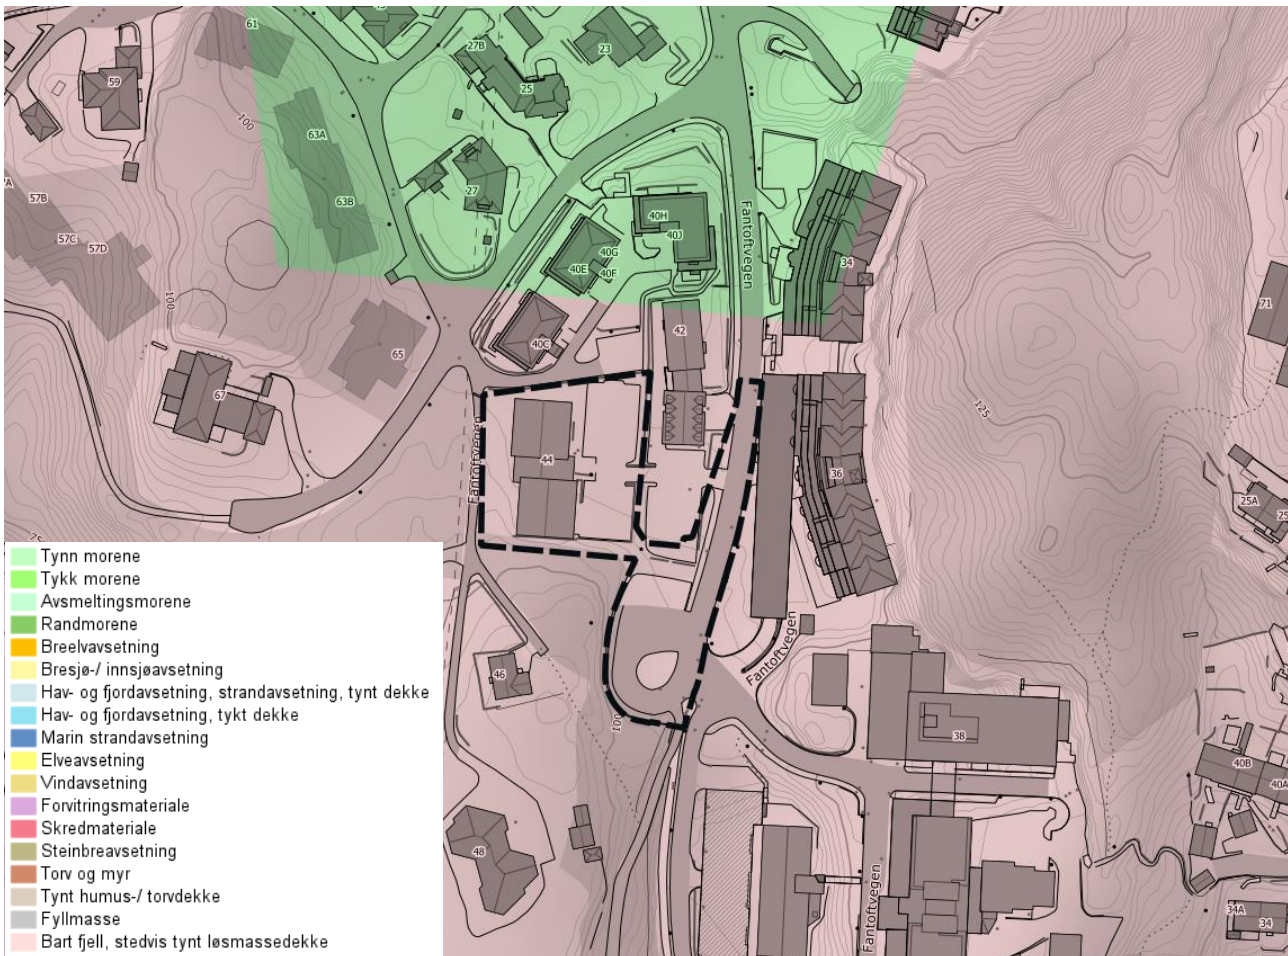 61
43
27B
23
59
25
100
63A
27
63B
57B
40H
Fantoftvegen
40J
57C
57D
40G
40E
40F
34
100
71
42
65
40C
67
125
Fantoftvegen
44
36
25A
25
46
Fantoftvegen
100
38
40B
40A
48
Fantoftvegen
34A
34
Tynn morene
Tykk morene
Avsmeltingsmorene
Randmorene
Breelvavsetning
Bresjø-/ innsjøavsetning
Hav- og fjordavsetning, strandavsetning, tynt dekke
Hav- og fjordavsetning, tykt dekke
Marin strandavsetning
Elveavsetning
Vindavsetning
Forvitringsmateriale
Skredmateriale
Steinbreavsetning
Torv og myr
Tynt humus-/ torvdekke
Fyllmasse
Bart fjell, stedvis tynt løsmassedekke